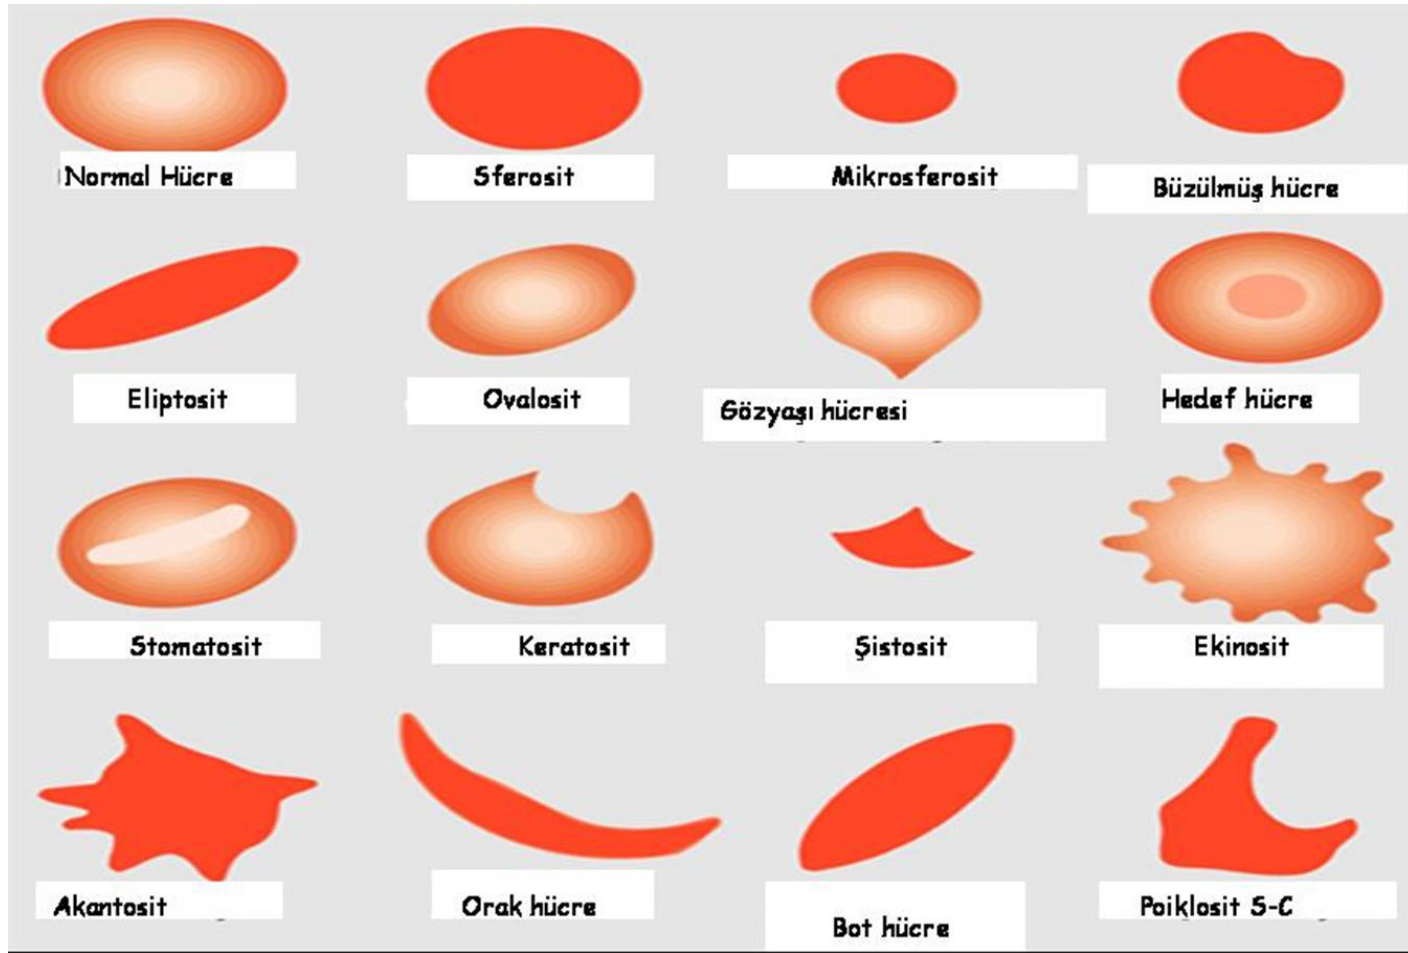 Normal Hücre
Sferosit
Mikrosferosit
Büzülmüş hücre
Eliptosit
Ovalosit
Gözyaşı hücresi
Hedef hücre
Stomatosit
Keratosit
Şistosit
Ekinosit
Akantosit
Orak hücre
Bot hücre
Poiklosit S-C